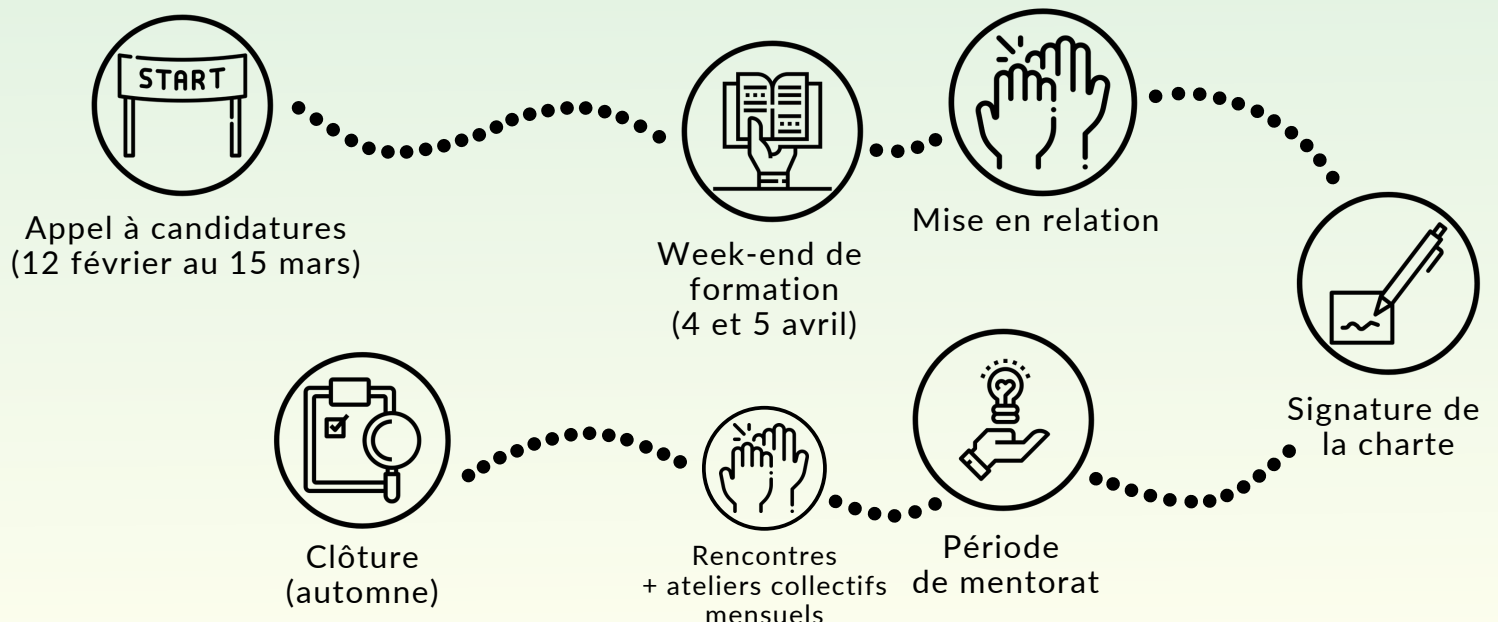 START
Appel à candidatures
(12 février au 15 mars)
Week-end de
formation
(4 et 5 avril)
Mise en relation
Signature de
la charte
Période
de mentorat
Rencontres
+ ateliers collectifs
mensuels
Clôture
(automne)